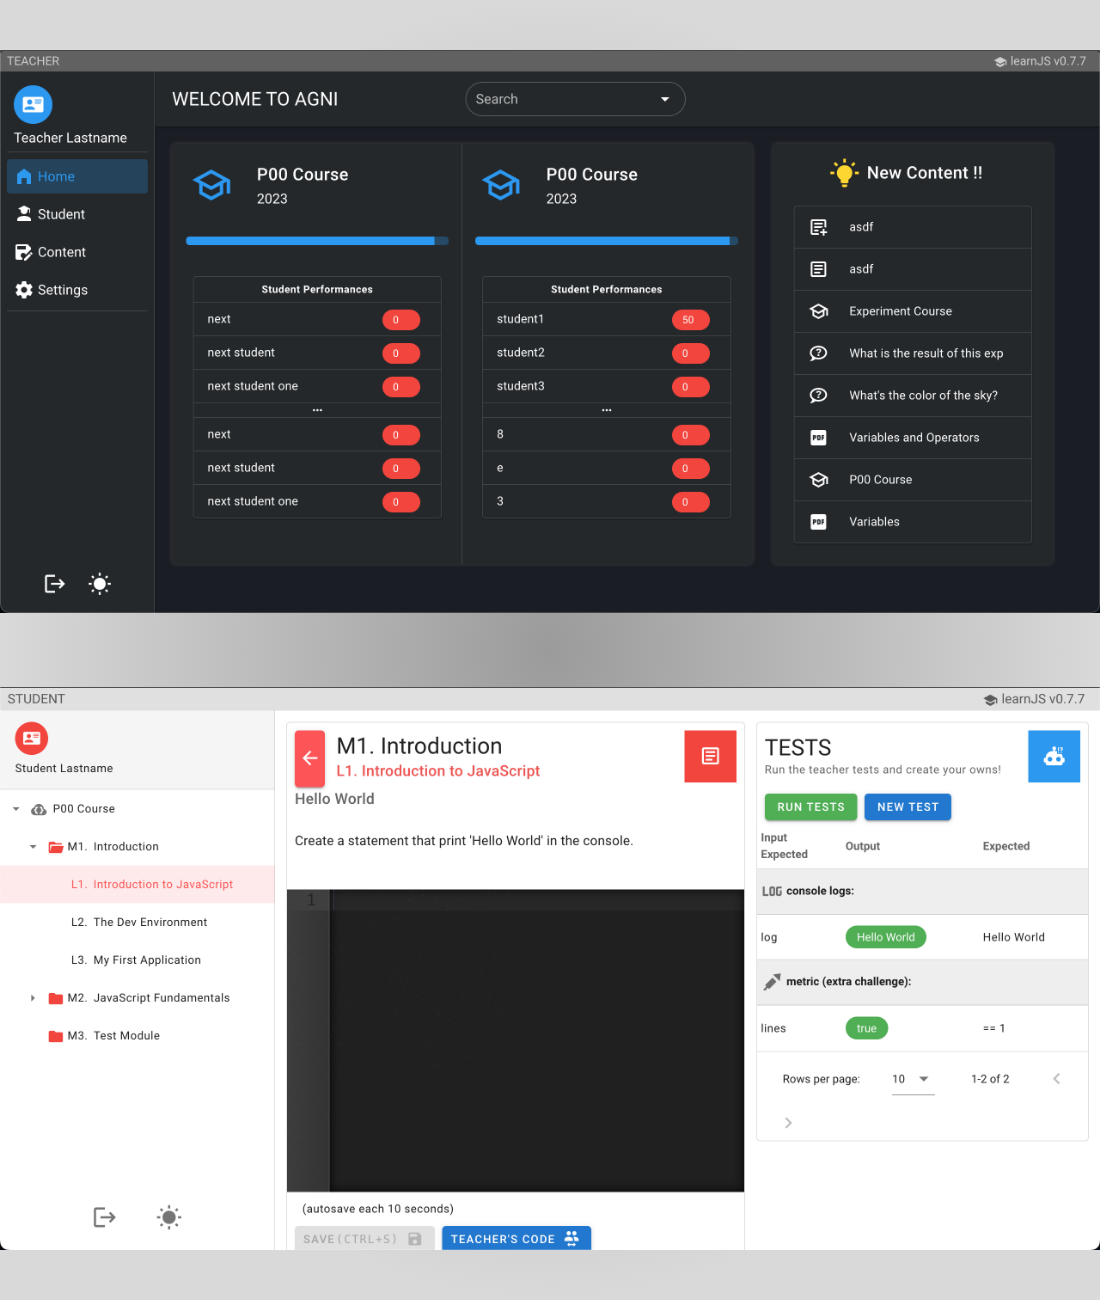 TEACHER
learnJS v0.7.7
Teacher Lastname
Home
Student
Content
Settings
WELCOME TO AGNI
Search
P00 Course
2023
Student Performances
next 0
next student 0
next student one 0
...
next 0
next student 0
next student one 0
P00 Course
2023
Student Performances
student1 50
student2 0
student3 0
...
8 0
e 0
3 0
New Content !!
asdf
asdf
Experiment Course
? What is the result of this exp
? What's the color of the sky?
PDF Variables and Operators
P00 Course
PDF Variables
STUDENT
learnJS v0.7.7
Student Lastname
P00 Course
M1. Introduction
L1. Introduction to JavaScript
L2. The Dev Environment
L3. My First Application
M2. JavaScript Fundamentals
M3. Test Module
M1. Introduction
L1. Introduction to JavaScript
Hello World
Create a statement that print 'Hello World' in the console.
1
(autosave each 10 seconds)
SAVE(CTRL+S)
TEACHER'S CODE
TESTS
Run the teacher tests and create your owns!
RUN TESTS
NEW TEST
Input Expected
Output
Expected
LOG console logs:
log Hello World Hello World
metric (extra challenge):
lines true == 1
Rows per page: 10 1-2 of 2